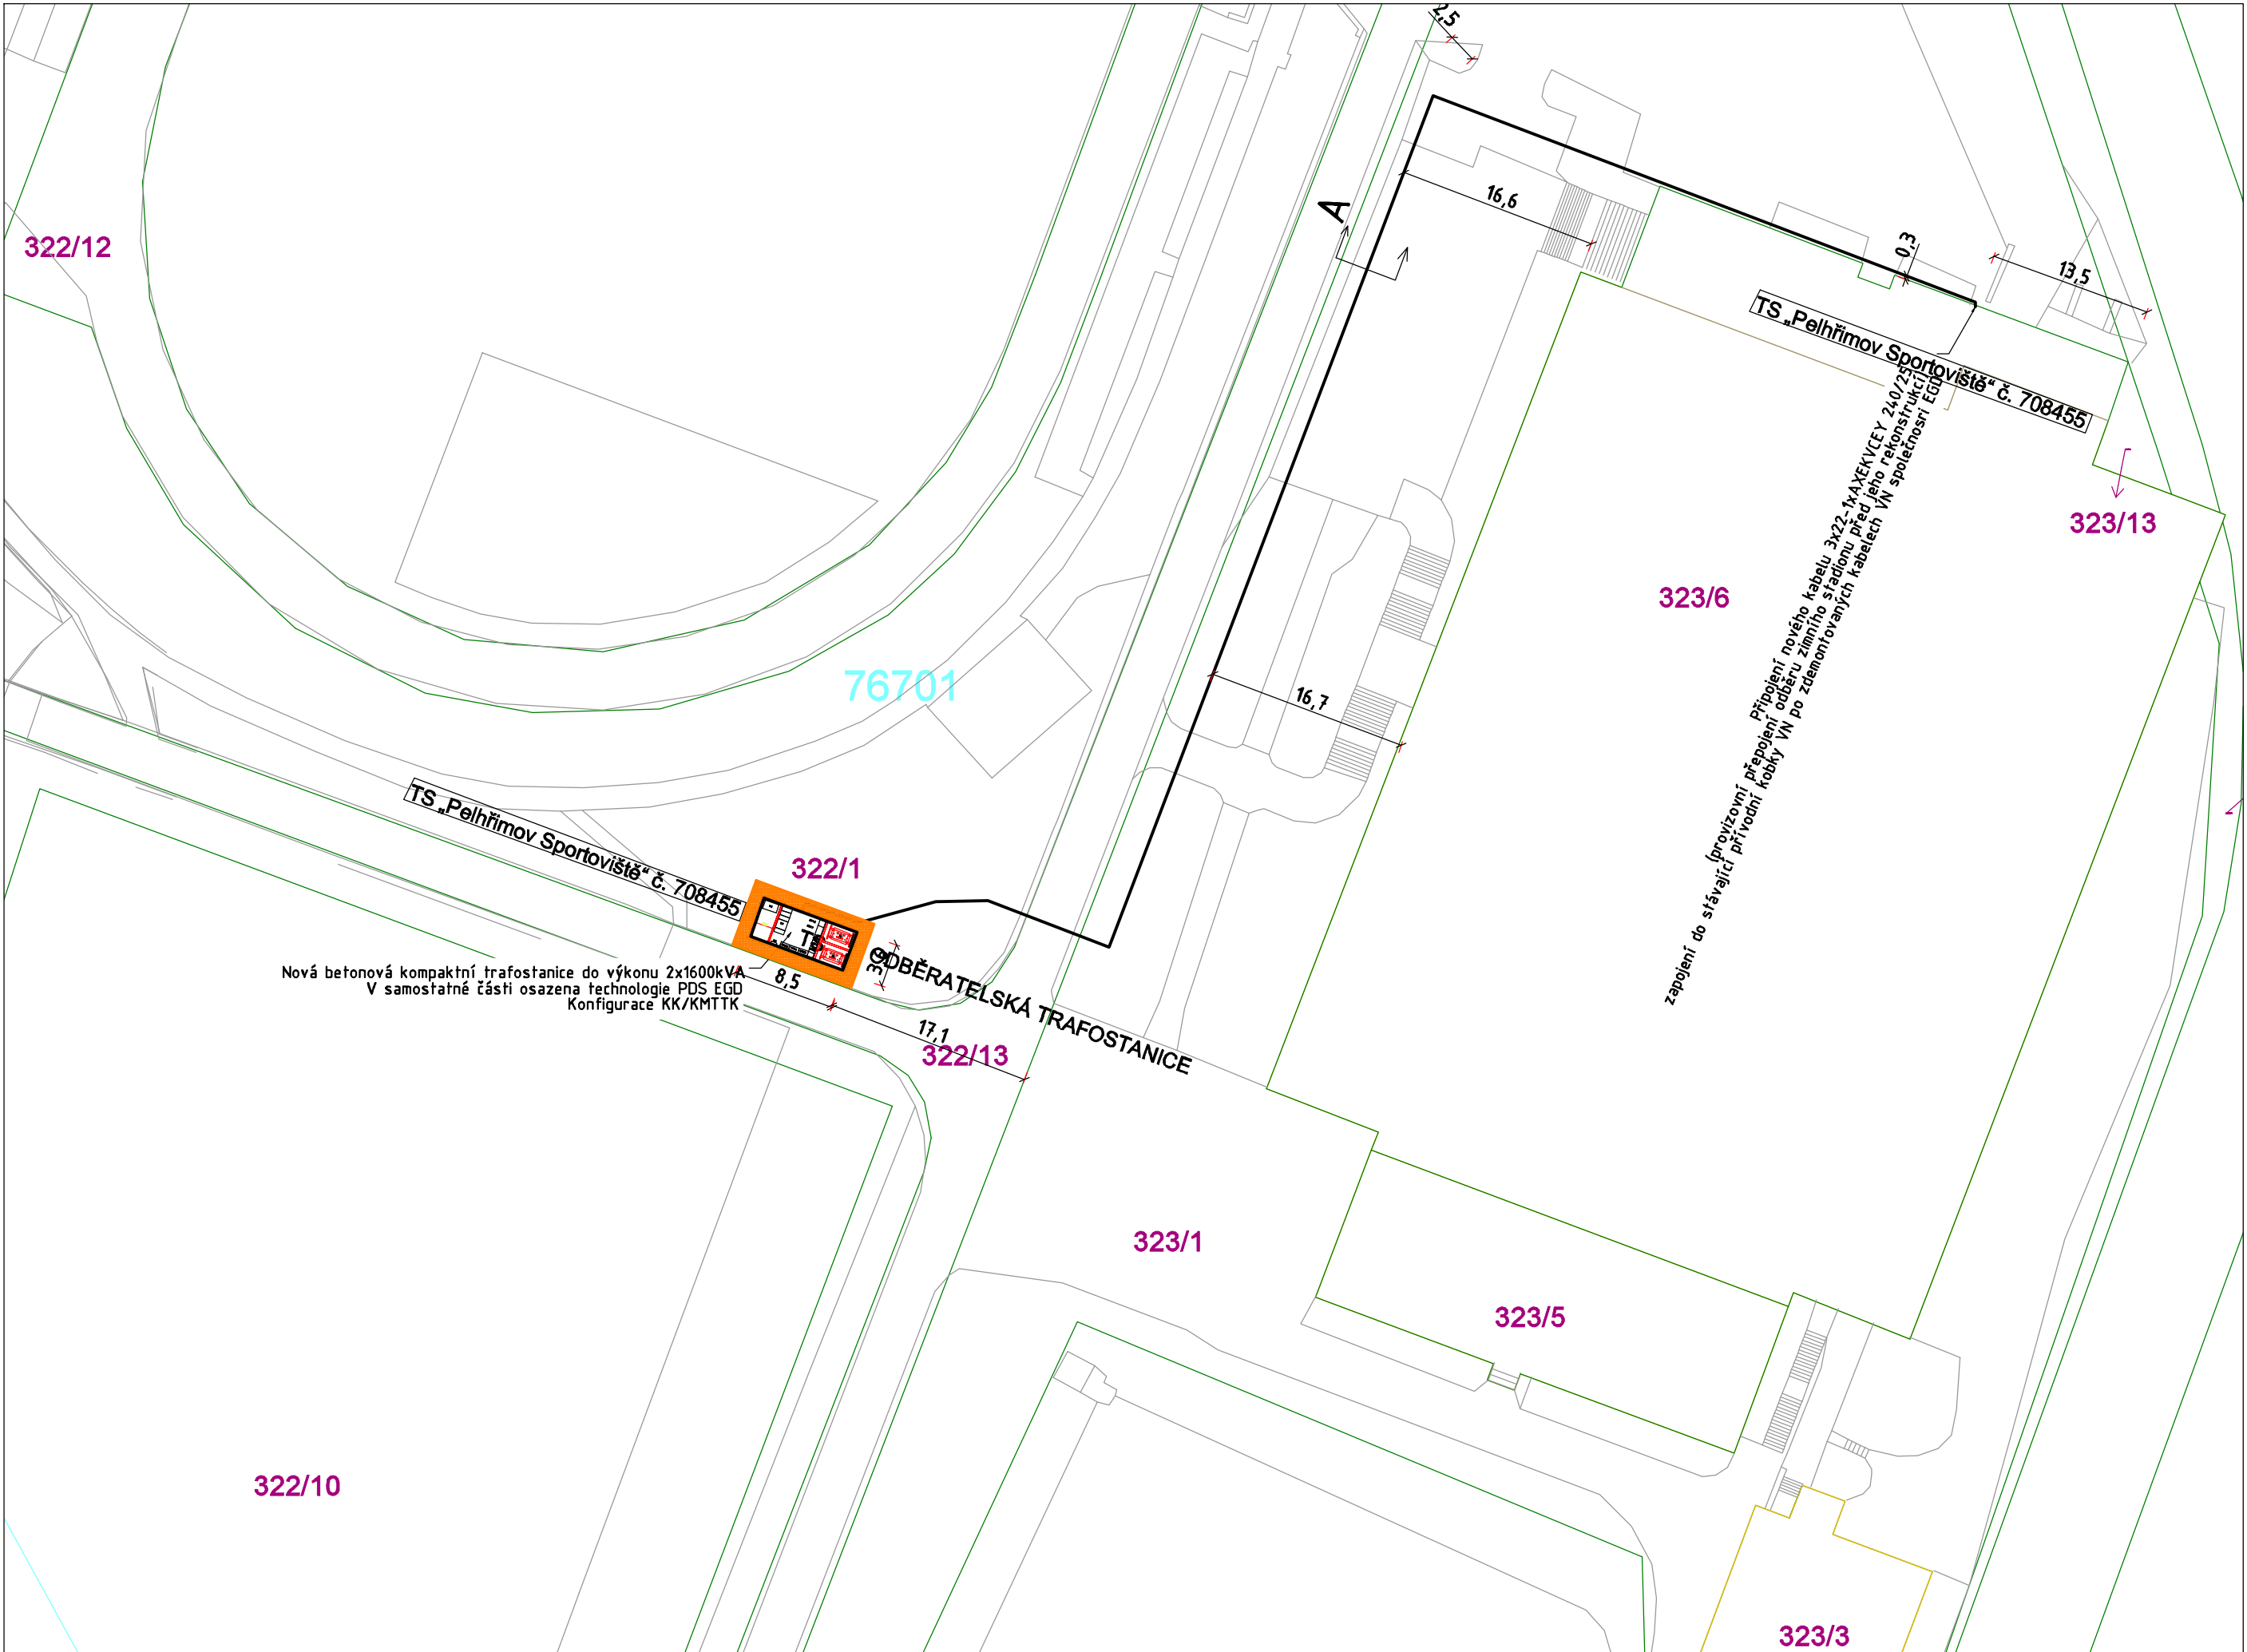 2,5
A
16,6
0,3
13,5
322/12
TS „Pelhřimov Sportoviště" č. 708455
Připojení nového kabelu 3x22-1xAXEKVCEY 240/25
(provizovní přepojení odběru zimního stadionu před jeho rekonstrukcí)
zapojení do stávající přívodní kobky VN po zdemontovaných kabelech VN společnosri EGD
323/13
323/6
76701
16,7
TS „Pelhřimov Sportoviště" č. 708455
322/1
ODBĚRATELSKÁ TRAFOSTANICE
Nová betonová kompaktní trafostanice do výkonu 2x1600kVA
V samostatné části osazena technologie PDS EGD
Konfigurace KK/KMTTK
8,5
17,1
322/13
323/1
323/5
322/10
323/3